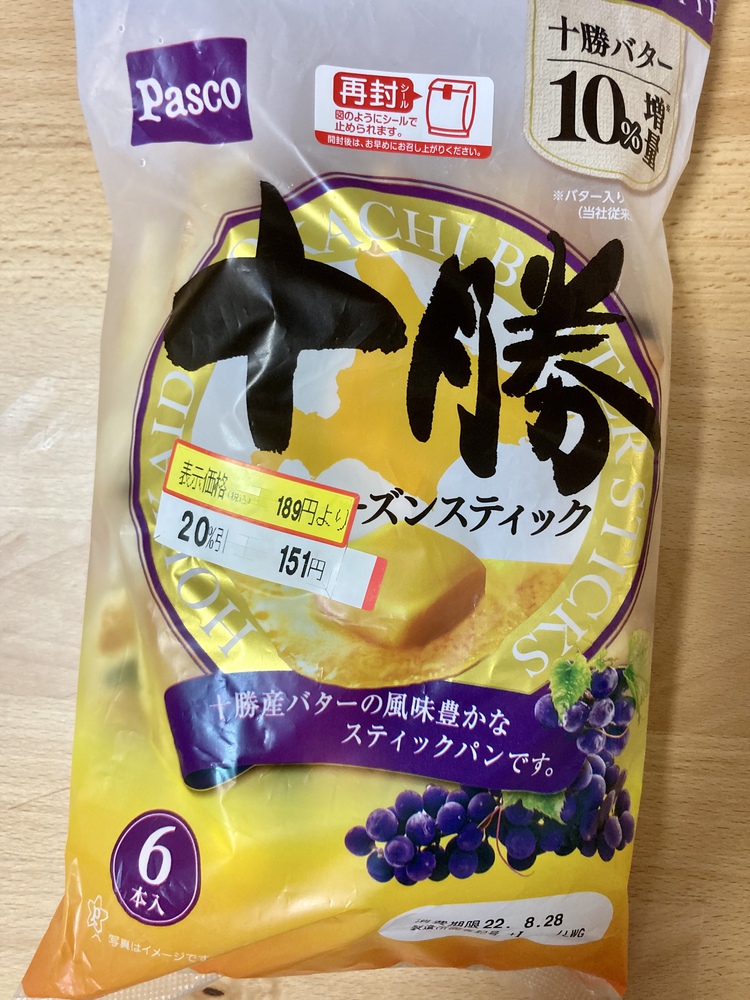 Pasco
再封シール
図のようにシールで
止められます。
開封後は、お早めにお召し上がりください。
十勝バター
10%増量*
※バター入り
(当社従来
十勝
ーズンスティック
表示価格(税込) 189円より
20%引 151円
十勝産バターの風味豊かな
スティックパンです。
6
本入
写真はイメージです
消費期限 22. 8.28